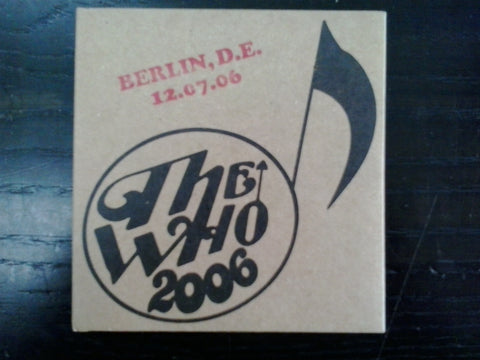 BERLIN, D.E.
12.07.06
The
WHO
2006